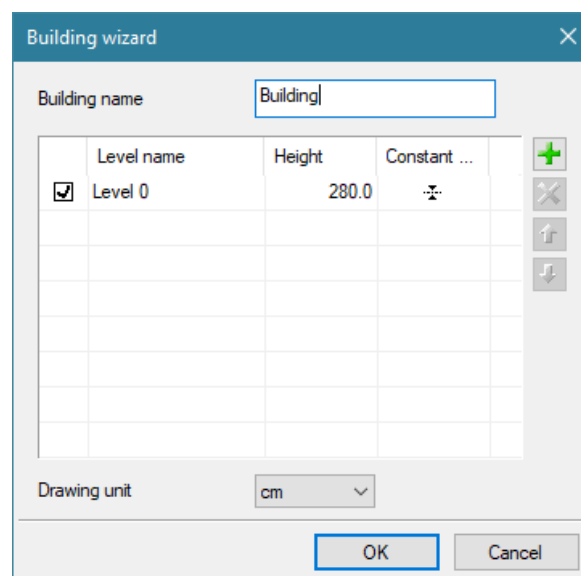 Building wizard
Building name
Building
Level name Height Constant ...
Level 0 280.0
Drawing unit cm
OK Cancel